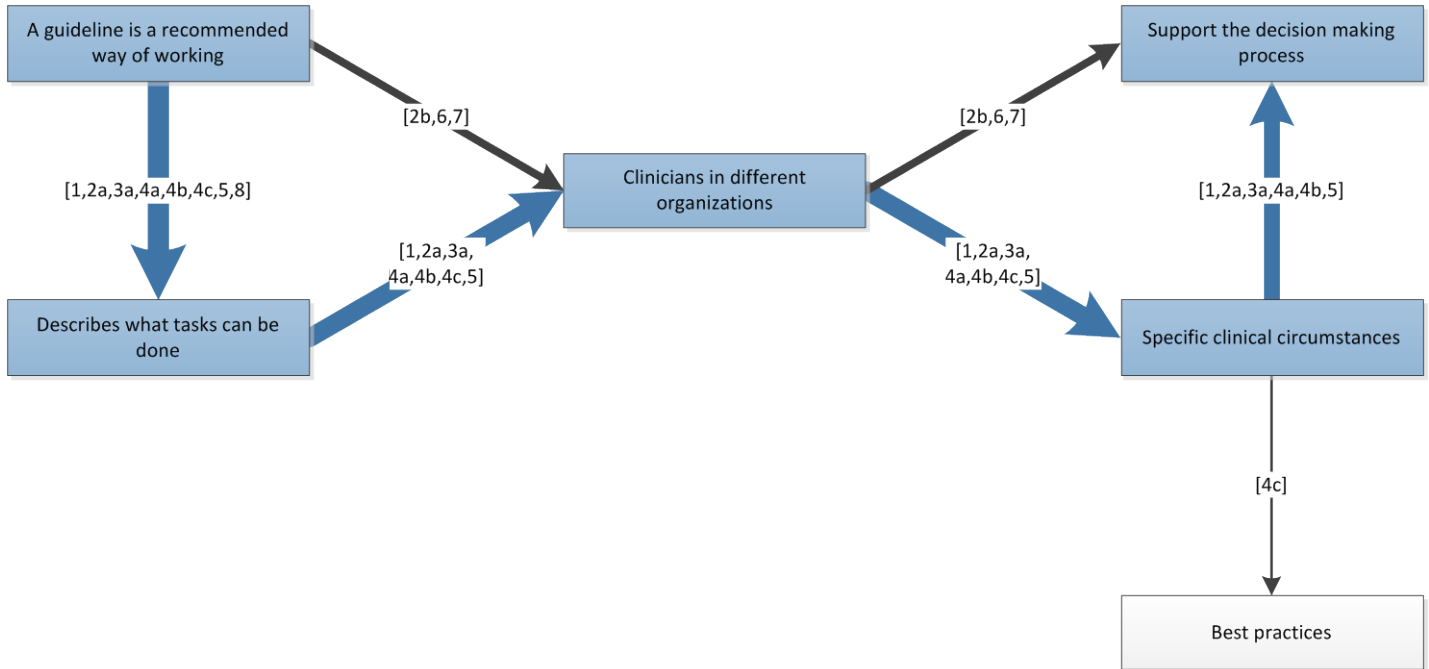 A guideline is a recommended
way of working
Support the decision making
process
[2b,6,7]
[2b,6,7]
Clinicians in different
organizations
[1,2a,3a,4a,4b,4c,5,8]
[1,2a,3a,4a,4b,5]
[1,2a,3a,
4a,4b,4c,5]
[1,2a,3a,
4a,4b,4c,5]
Describes what tasks can be
done
Specific clinical circumstances
[4c]
Best practices